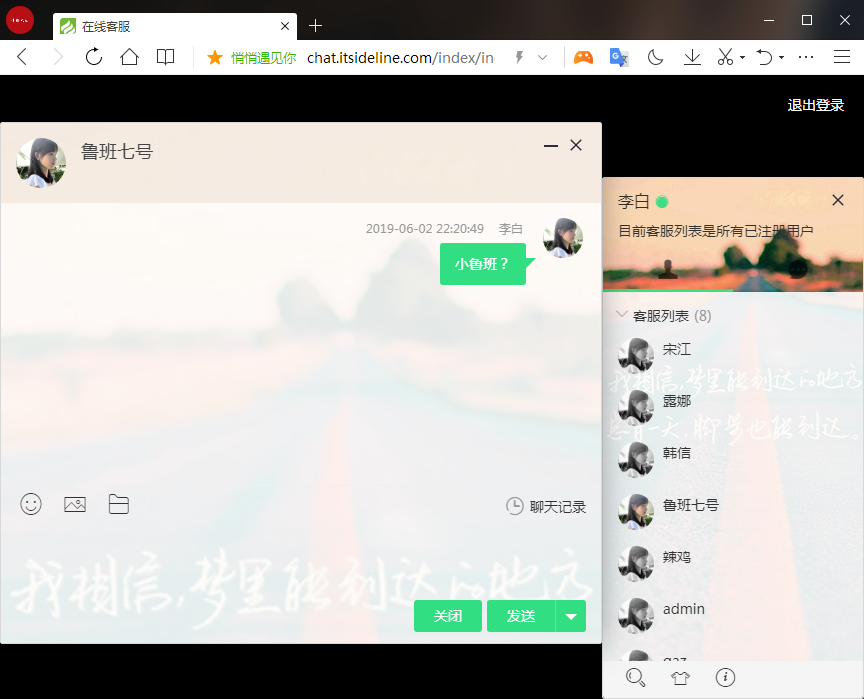 在线客服
悄悄遇见你
chat.itsideline.com/index/in
退出登录
鲁班七号
2019-06-02 22:20:49 李白
小鲁班？
聊天记录
我相信,梦里能到达的地方
关闭
发送
李白
目前客服列表是所有已注册用户
客服列表 (8)
宋江
我相信,梦里能到达的地方
露娜
总有一天,脚步也能到达。
韩信
鲁班七号
辣鸡
admin